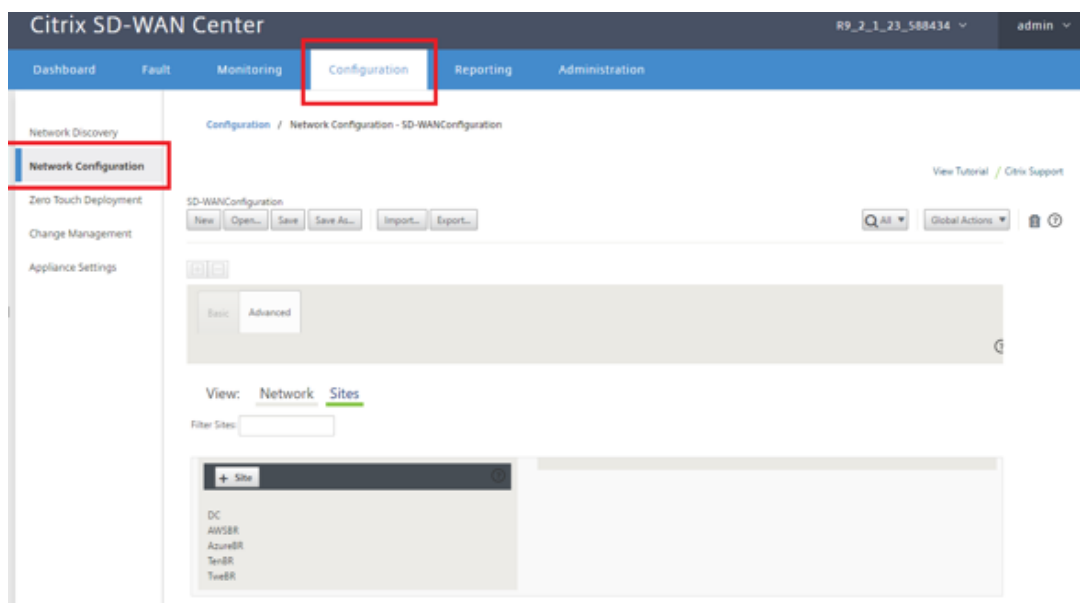 Citrix SD-WAN Center
R9_2_1_23_588434
admin
Dashboard Fault Monitoring Configuration Reporting Administration
Network Discovery
Network Configuration
Zero Touch Deployment
Change Management
Appliance Settings
Configuration / Network Configuration - SD-WANConfiguration
View Tutorial / Citrix Support
SD-WANConfiguration
New Open... Save Save As... Import... Export...
All
Global Actions
Basic Advanced
View: Network Sites
Filter Sites:
+ Site
DC
AWSBR
AzureBR
TenBR
TweBR